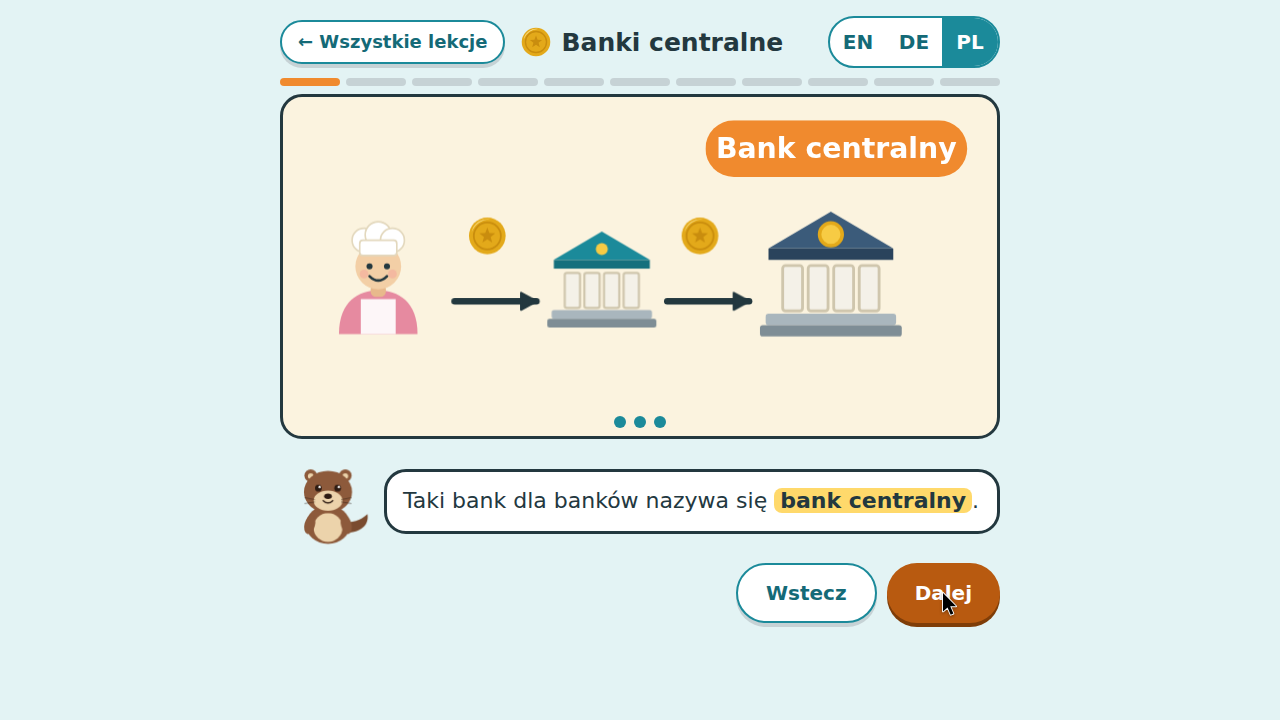 ← Wszystkie lekcje
Banki centralne
EN DE PL
Bank centralny
Taki bank dla banków nazywa się bank centralny.
Wstecz
Dalej